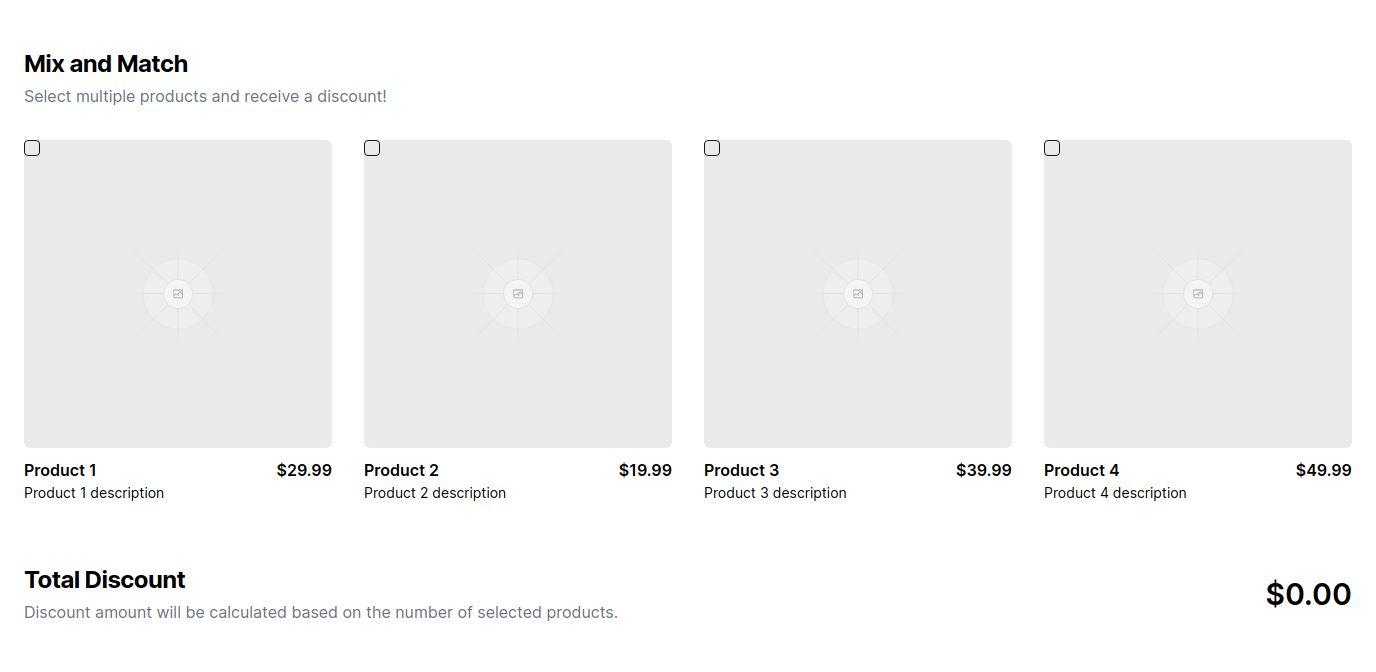 Mix and Match
Select multiple products and receive a discount!
Product 1 $29.99
Product 1 description
Product 2 $19.99
Product 2 description
Product 3 $39.99
Product 3 description
Product 4 $49.99
Product 4 description
Total Discount
Discount amount will be calculated based on the number of selected products.
$0.00